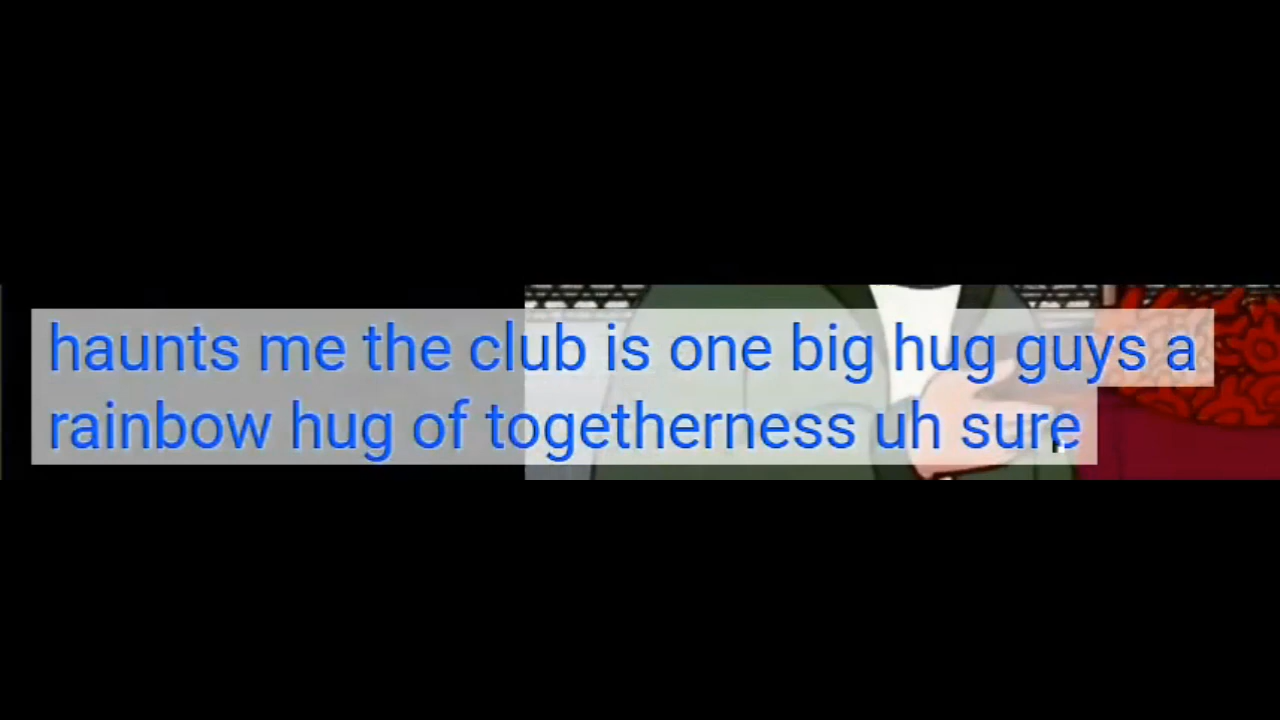 haunts me the club is one big hug guys a
rainbow hug of togetherness uh sure